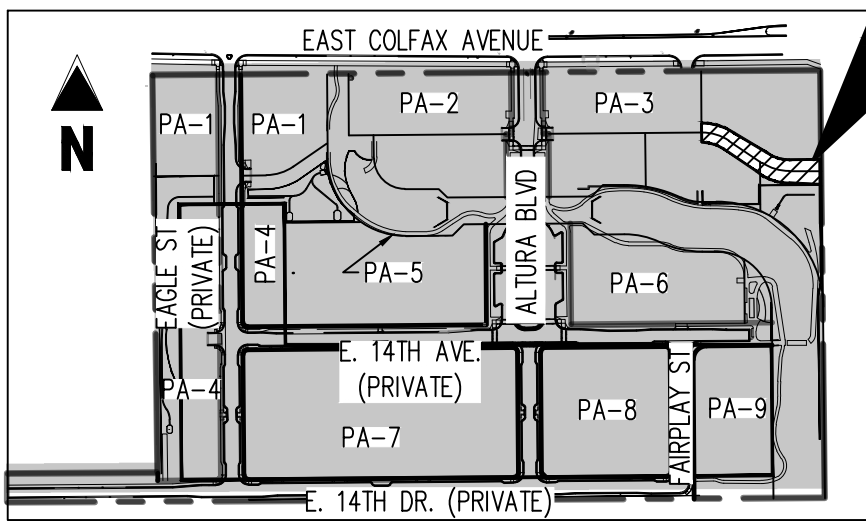 EAST COLFAX AVENUE
N
PA-1
PA-1
PA-2
PA-3
EAGLE ST
(PRIVATE)
PA-4
PA-5
ALTURA BLVD
PA-6
E. 14TH AVE.
(PRIVATE)
PA-4
PA-7
PA-8
FAIRPLAY ST
PA-9
E. 14TH DR. (PRIVATE)